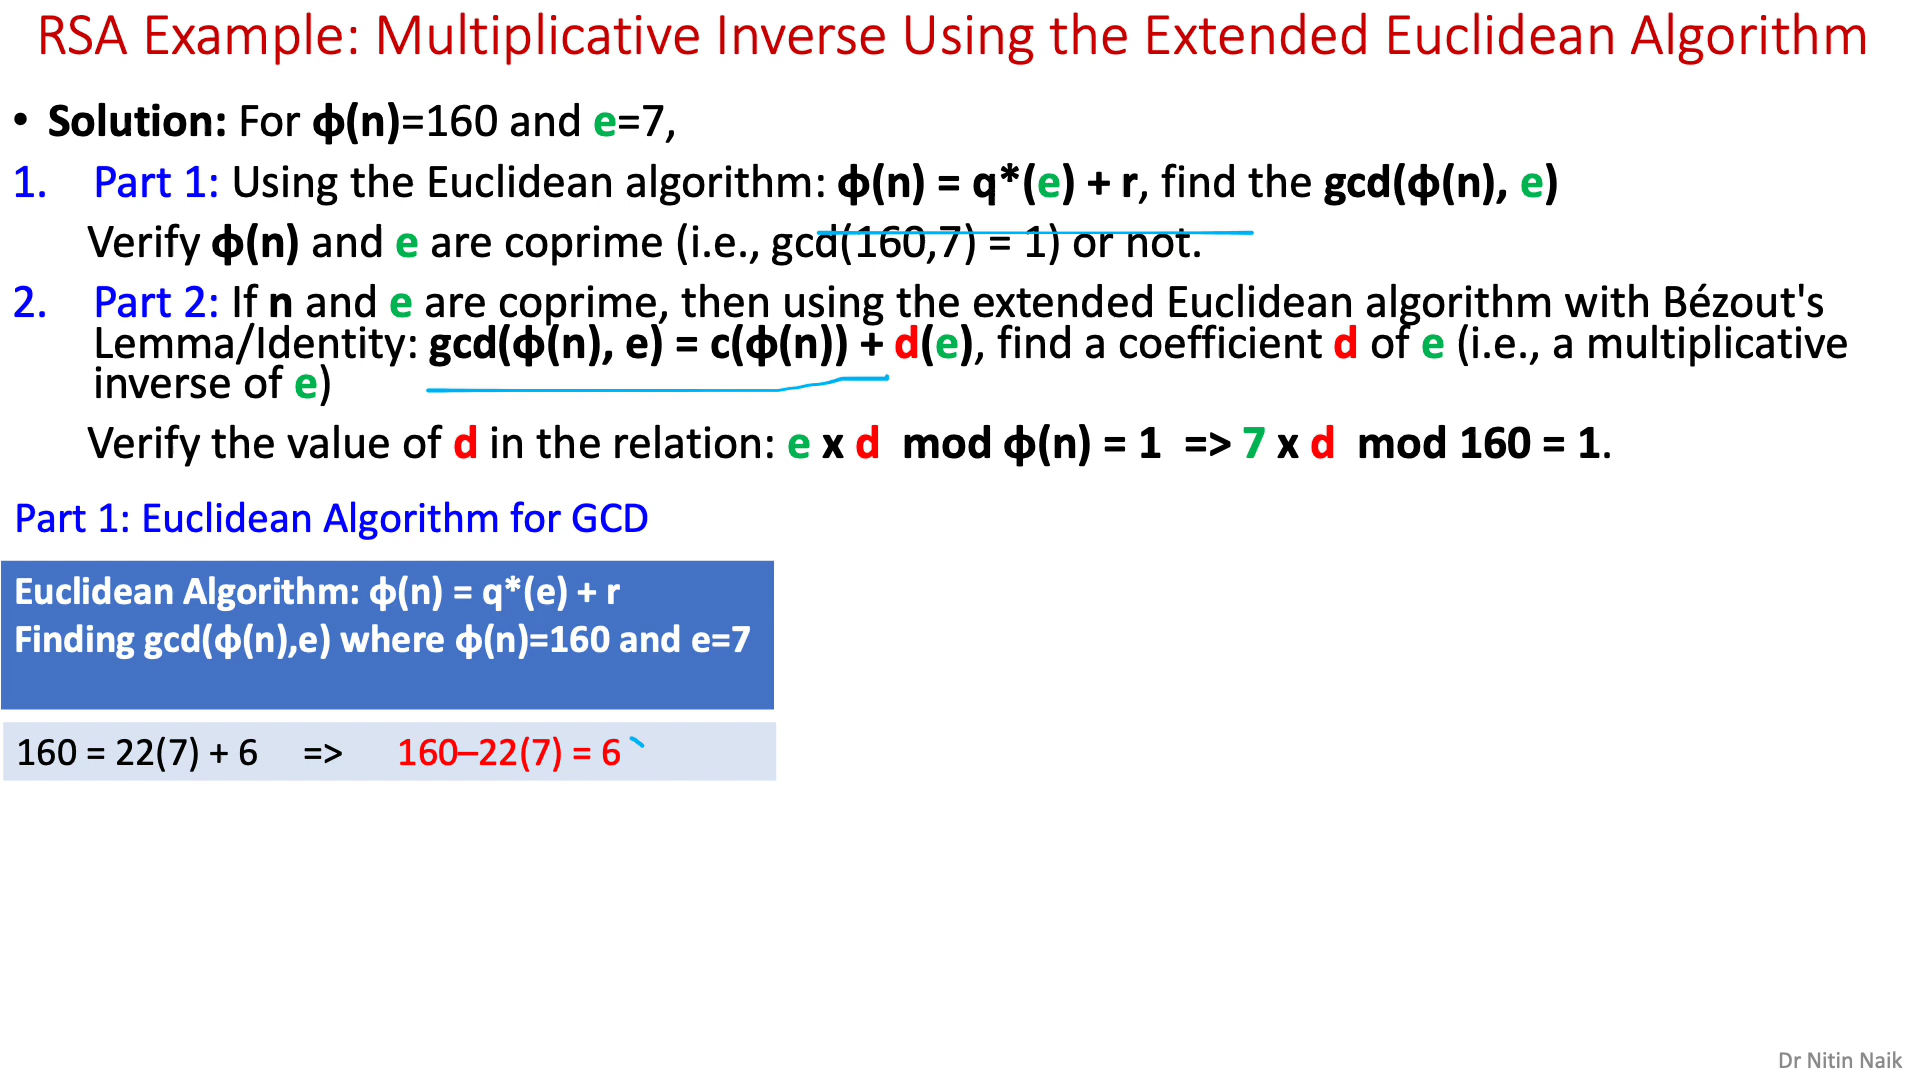 RSA Example: Multiplicative Inverse Using the Extended Euclidean Algorithm
• Solution: For ϕ(n)=160 and e=7,
1. Part 1: Using the Euclidean algorithm: ϕ(n) = q*(e) + r, find the gcd(ϕ(n), e)
Verify ϕ(n) and e are coprime (i.e., gcd(160,7) = 1) or not.
2. Part 2: If n and e are coprime, then using the extended Euclidean algorithm with Bézout's
Lemma/Identity: gcd(ϕ(n), e) = c(ϕ(n)) + d(e), find a coefficient d of e (i.e., a multiplicative
inverse of e)
Verify the value of d in the relation: e x d mod ϕ(n) = 1 => 7 x d mod 160 = 1.
Part 1: Euclidean Algorithm for GCD
Euclidean Algorithm: ϕ(n) = q*(e) + r
Finding gcd(ϕ(n),e) where ϕ(n)=160 and e=7
160 = 22(7) + 6 => 160–22(7) = 6
Dr Nitin Naik